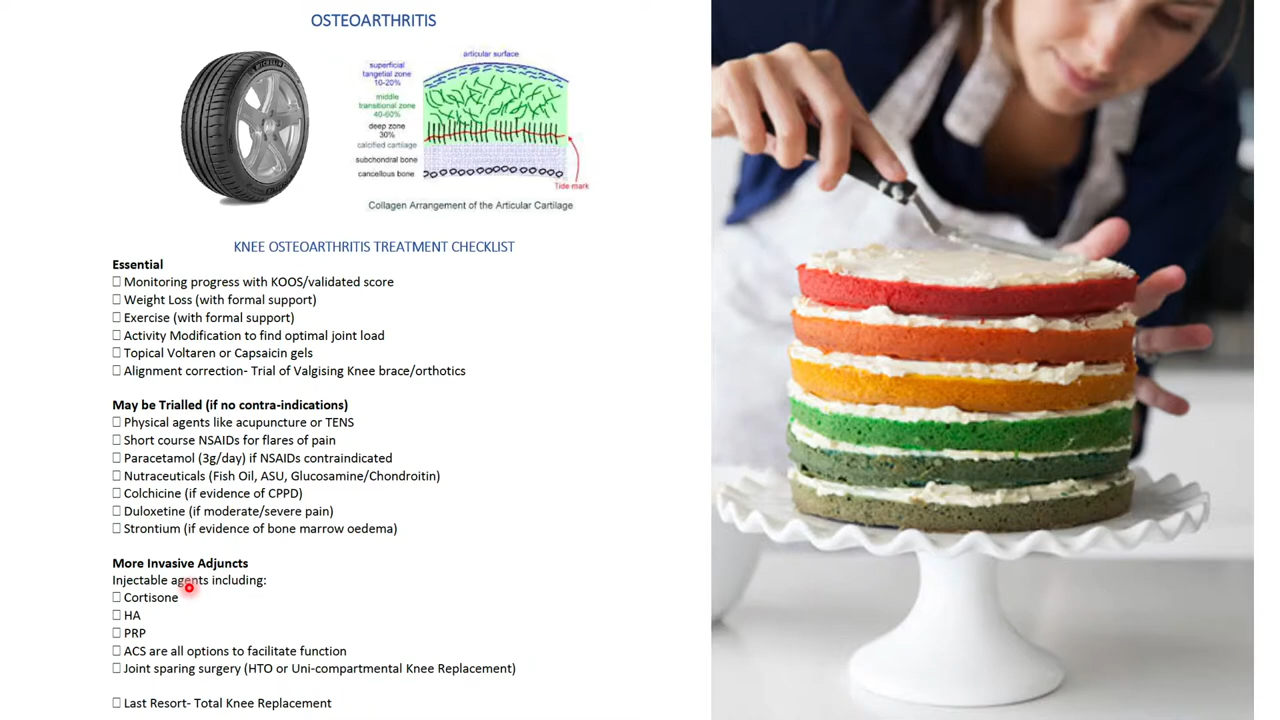 OSTEOARTHRITIS
MICHELIN
articular surface
superficial
tangetial zone
10-20%
middle
transitional zone
40-60%
deep zone
30%
calcified cartilage
subchondral bone
cancellous bone
Tide mark
Collagen Arrangement of the Articular Cartilage
KNEE OSTEOARTHRITIS TREATMENT CHECKLIST
Essential
☐ Monitoring progress with KOOS/validated score
☐ Weight Loss (with formal support)
☐ Exercise (with formal support)
☐ Activity Modification to find optimal joint load
☐ Topical Voltaren or Capsaicin gels
☐ Alignment correction- Trial of Valgising Knee brace/orthotics
May be Trialled (if no contra-indications)
☐ Physical agents like acupuncture or TENS
☐ Short course NSAIDs for flares of pain
☐ Paracetamol (3g/day) if NSAIDs contraindicated
☐ Nutraceuticals (Fish Oil, ASU, Glucosamine/Chondroitin)
☐ Colchicine (if evidence of CPPD)
☐ Duloxetine (if moderate/severe pain)
☐ Strontium (if evidence of bone marrow oedema)
More Invasive Adjuncts
Injectable agents including:
☐ Cortisone
☐ HA
☐ PRP
☐ ACS are all options to facilitate function
☐ Joint sparing surgery (HTO or Uni-compartmental Knee Replacement)
☐ Last Resort- Total Knee Replacement